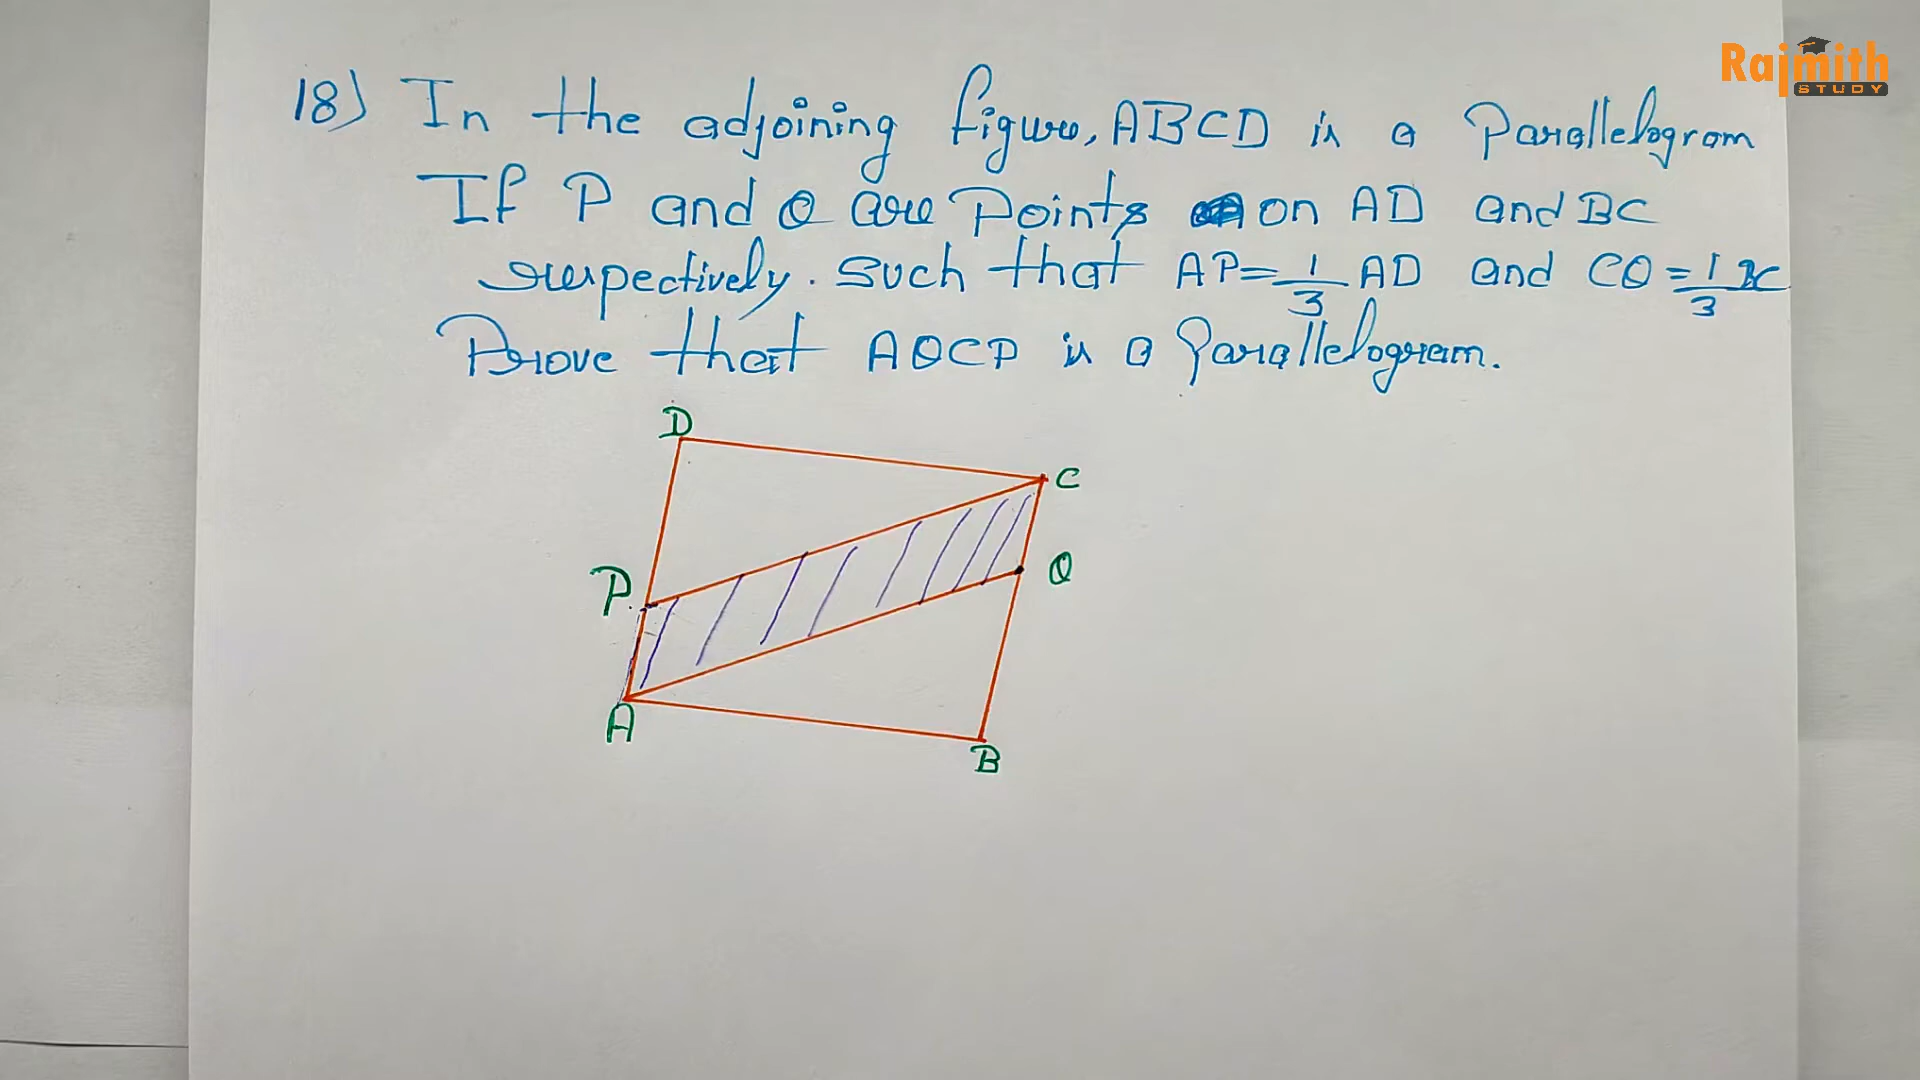 Rajmith
STUDY
18) In the adjoining figure, ABCD is a Parallelogram
If P and Q are Points on AD and BC
respectively. Such that AP = 1/3 AD and CQ = 1/3 BC
Prove that AQCP is a Parallelogram.
D
C
P
Q
A
B